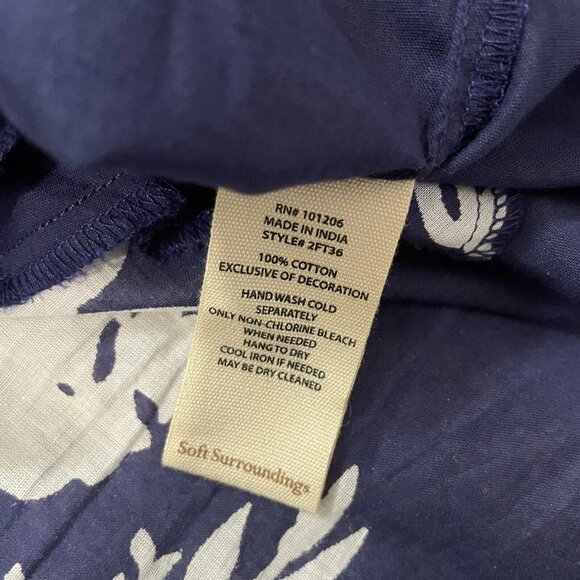 RN# 101206
MADE IN INDIA
STYLE# 2FT36
100% COTTON
EXCLUSIVE OF DECORATION
HAND WASH COLD
SEPARATELY
ONLY NON-CHLORINE BLEACH
WHEN NEEDED
HANG TO DRY
COOL IRON IF NEEDED
MAY BE DRY CLEANED
Soft Surroundings